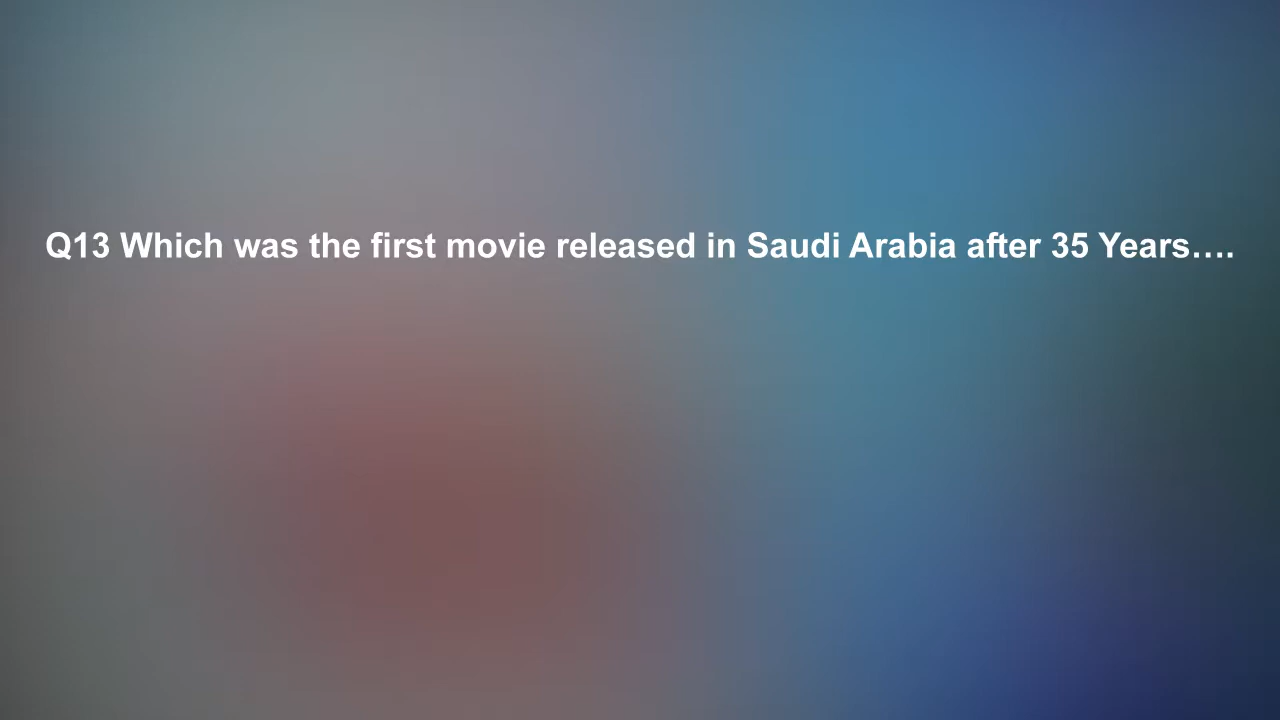 Q13 Which was the first movie released in Saudi Arabia after 35 Years….